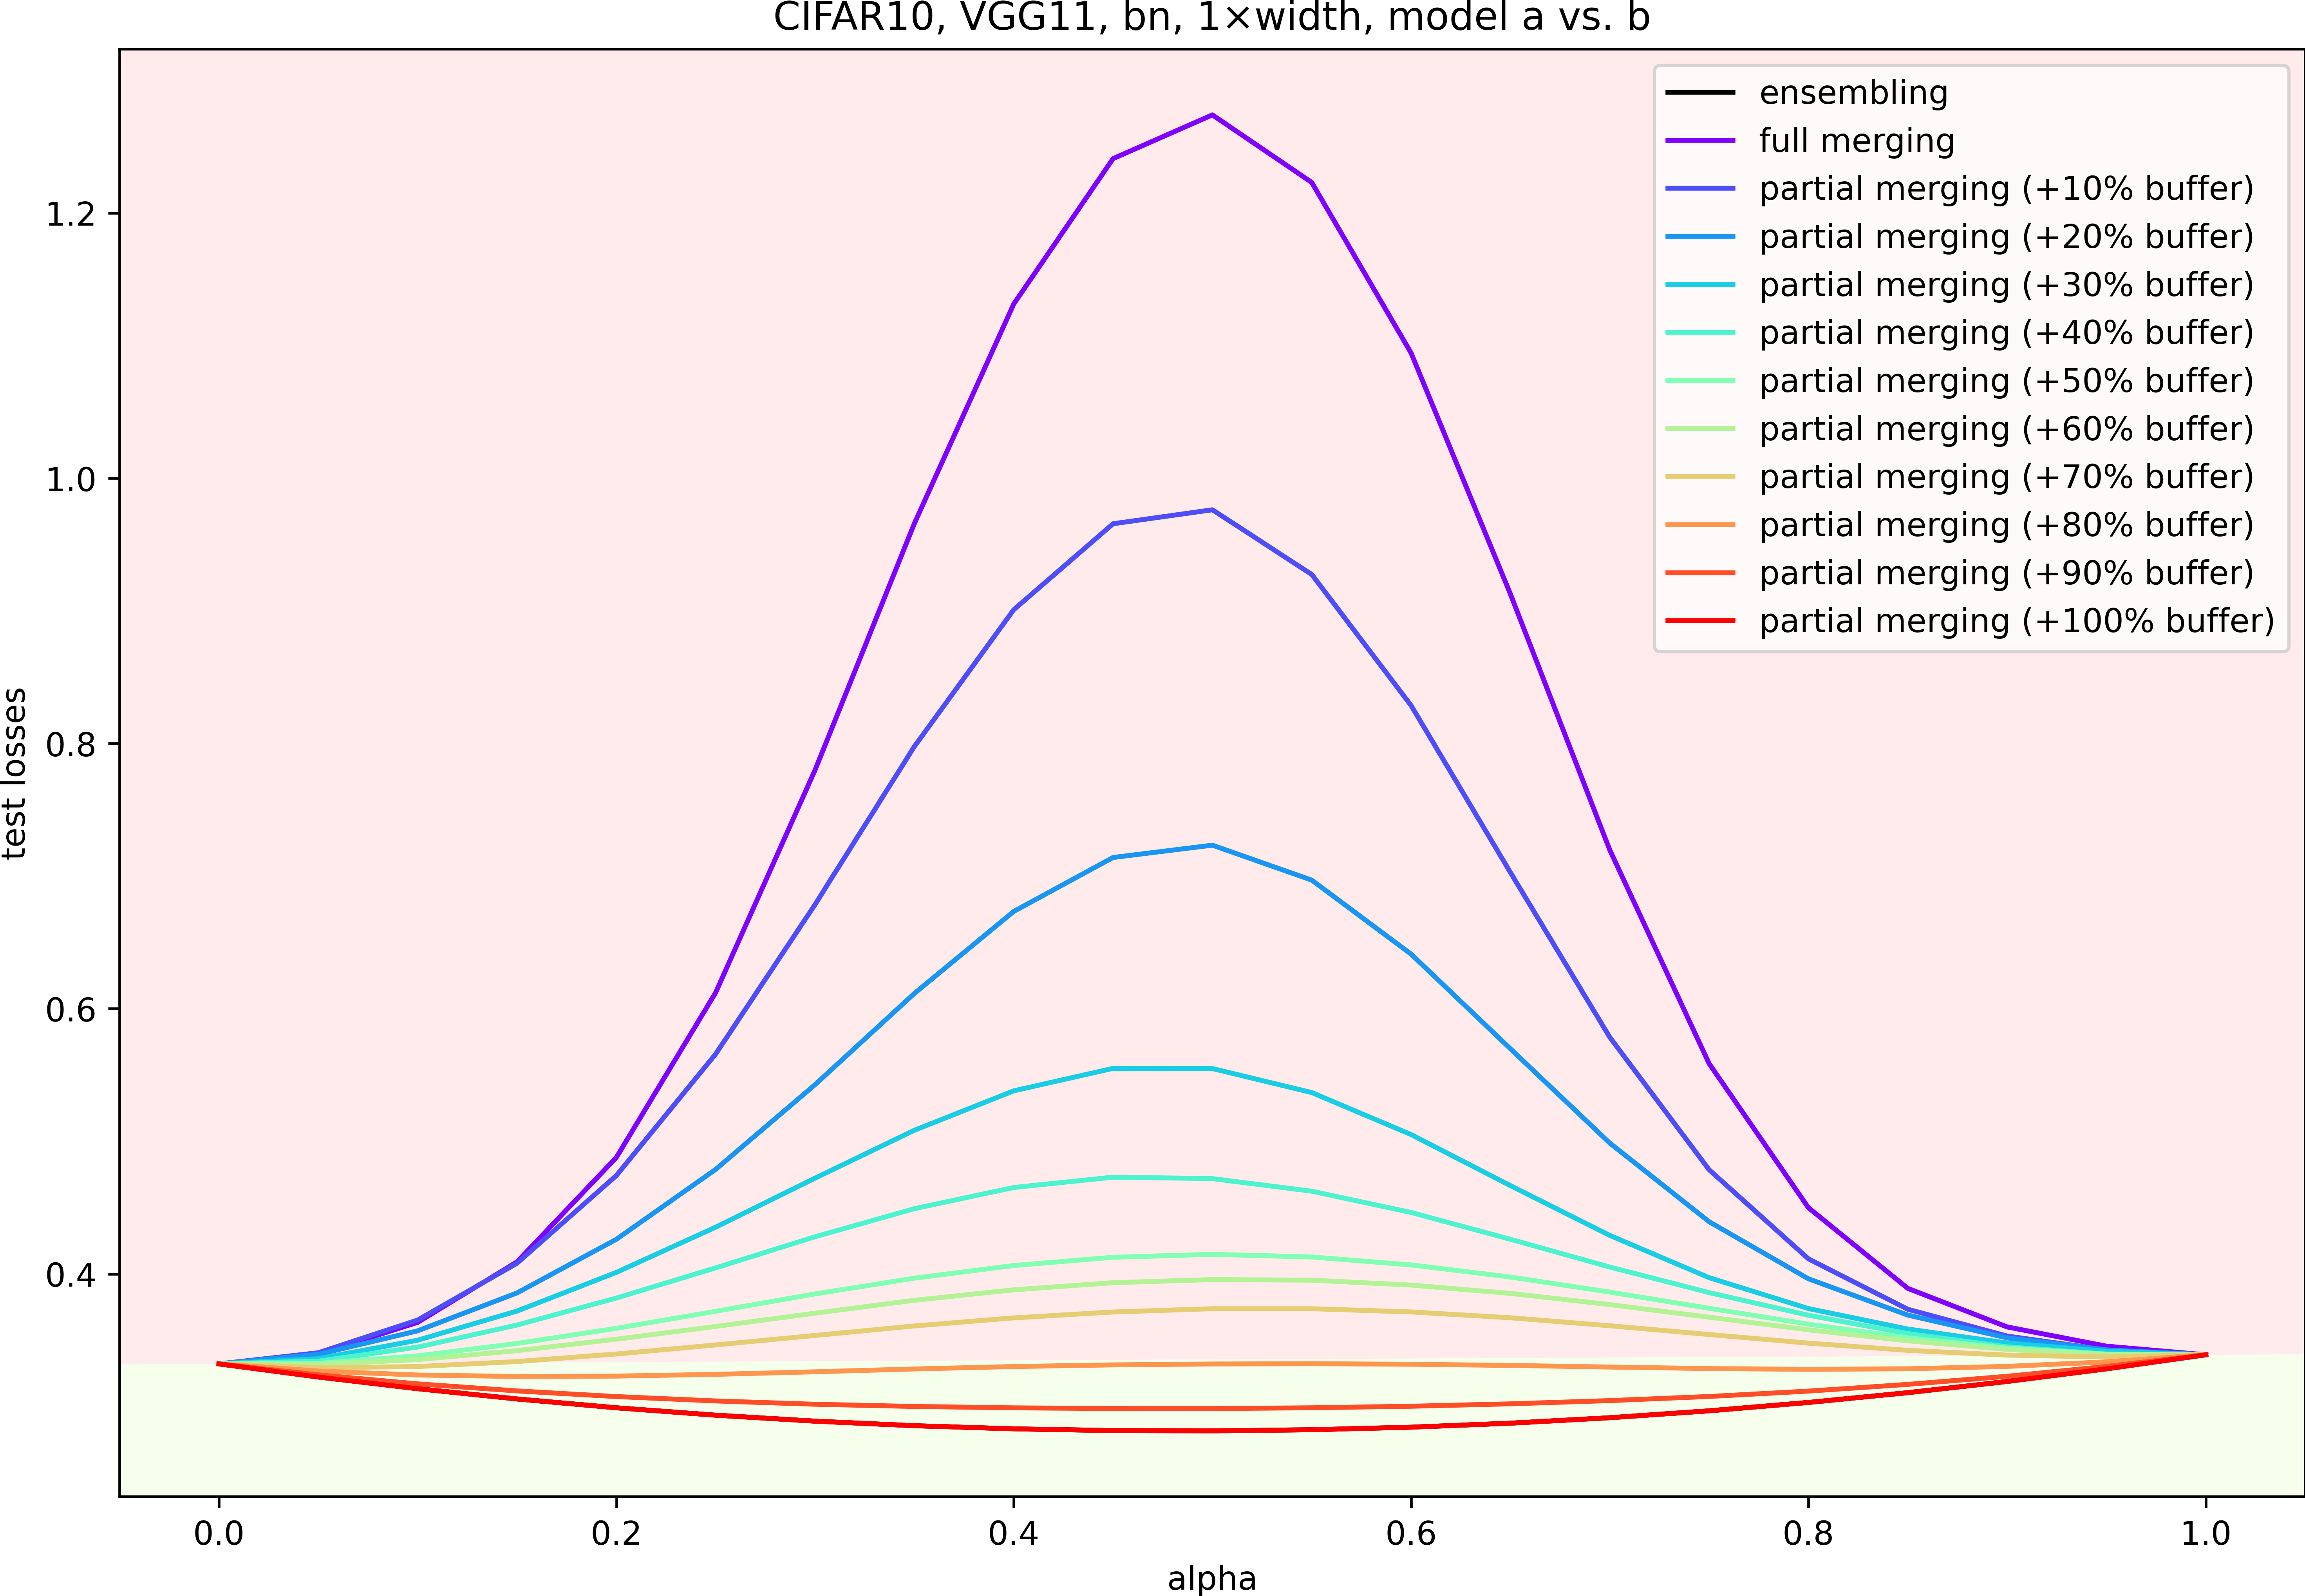 CIFAR10, VGG11, bn, 1×width, model a vs. b
ensembling
full merging
partial merging (+10% buffer)
partial merging (+20% buffer)
partial merging (+30% buffer)
partial merging (+40% buffer)
partial merging (+50% buffer)
partial merging (+60% buffer)
partial merging (+70% buffer)
partial merging (+80% buffer)
partial merging (+90% buffer)
partial merging (+100% buffer)
test losses
1.2
1.0
0.8
0.6
0.4
0.0 0.2 0.4 0.6 0.8 1.0
alpha